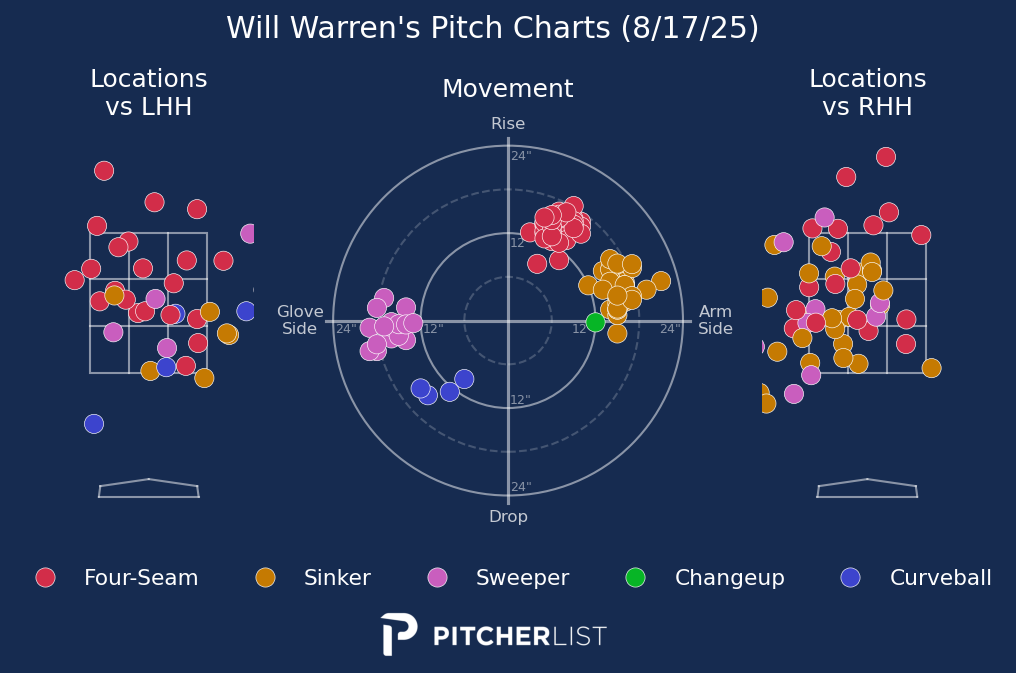 Will Warren's Pitch Charts (8/17/25)
Locations
vs LHH
Movement
Locations
vs RHH
Rise
24"
12"
Glove
Side
24"
12"
12"
24"
Arm
Side
12"
24"
Drop
Four-Seam
Sinker
Sweeper
Changeup
Curveball
PITCHERLIST